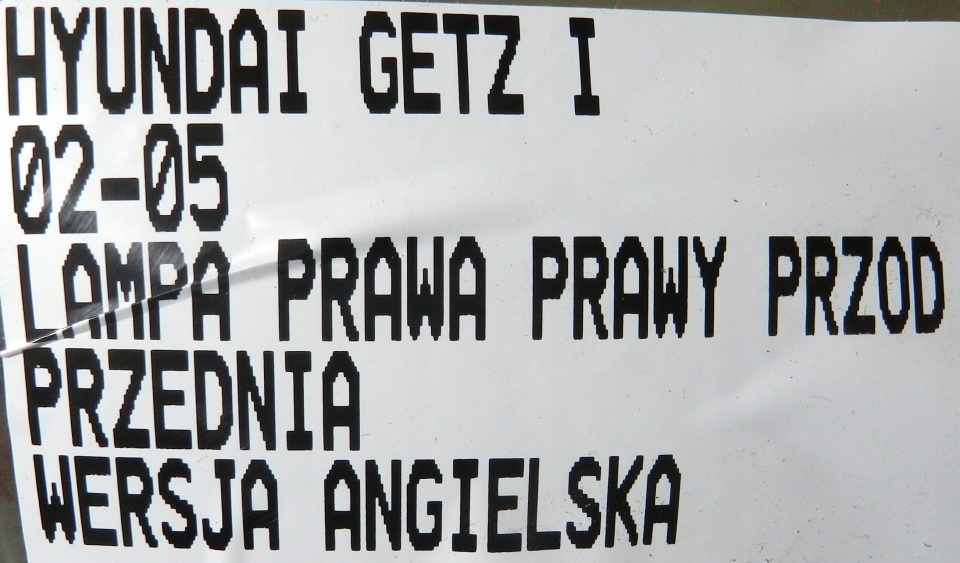 HYUNDAI GETZ I
02-05
LAMPA PRAWA PRAWY PRZOD
PRZEDNIA
WERSJA ANGIELSKA